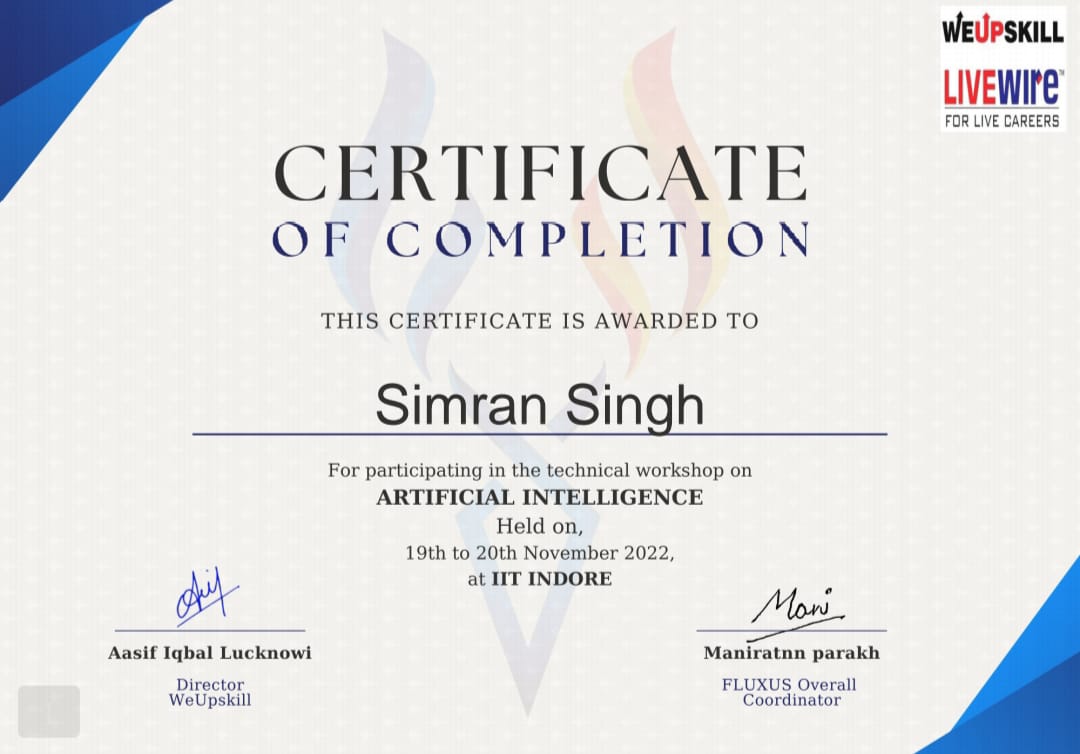 WEUPSKILL
LIVEWIRE™
FOR LIVE CAREERS
CERTIFICATE
OF COMPLETION
THIS CERTIFICATE IS AWARDED TO
Simran Singh
For participating in the technical workshop on
ARTIFICIAL INTELLIGENCE
Held on,
19th to 20th November 2022,
at IIT INDORE
Mani
Aasif Iqbal Lucknowi
Director
WeUpskill
Maniratnn parakh
FLUXUS Overall
Coordinator